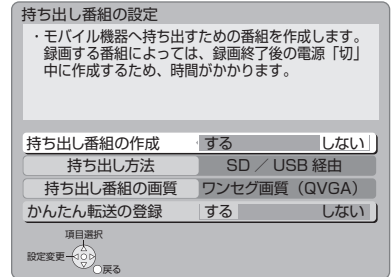 持ち出し番組の設定
・モバイル機器へ持ち出すための番組を作成します。
録画する番組によっては、録画終了後の電源「切」
中に作成するため、時間がかかります。
持ち出し番組の作成 する しない
持ち出し方法 SD ／ USB 経由
持ち出し番組の画質 ワンセグ画質（QVGA）
かんたん転送の登録 する しない
項目選択
設定変更
戻る